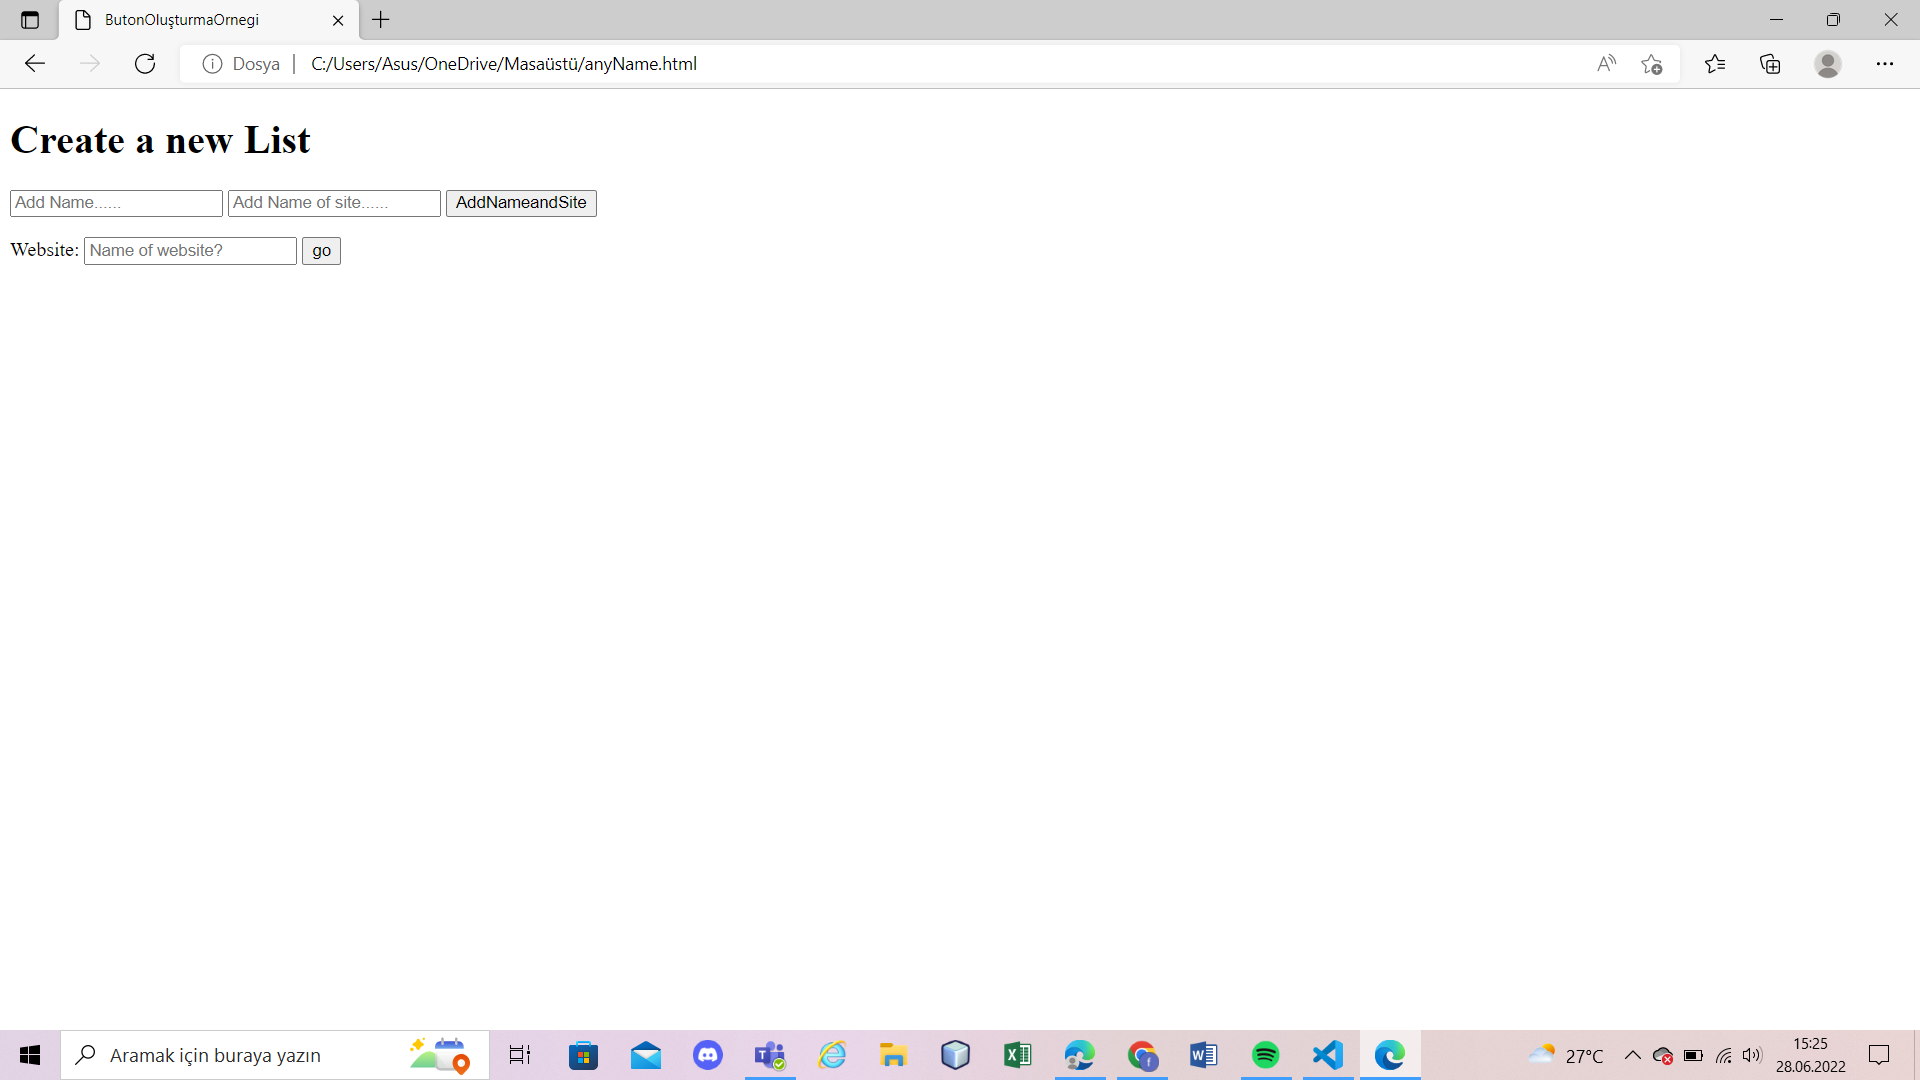 ButonOluşturmaOrnegi
Dosya | C:/Users/Asus/OneDrive/Masaüstü/anyName.html
Create a new List
Add Name...... Add Name of site...... AddNameandSite
Website: Name of website? go
Aramak için buraya yazın
27°C
15:25
28.06.2022